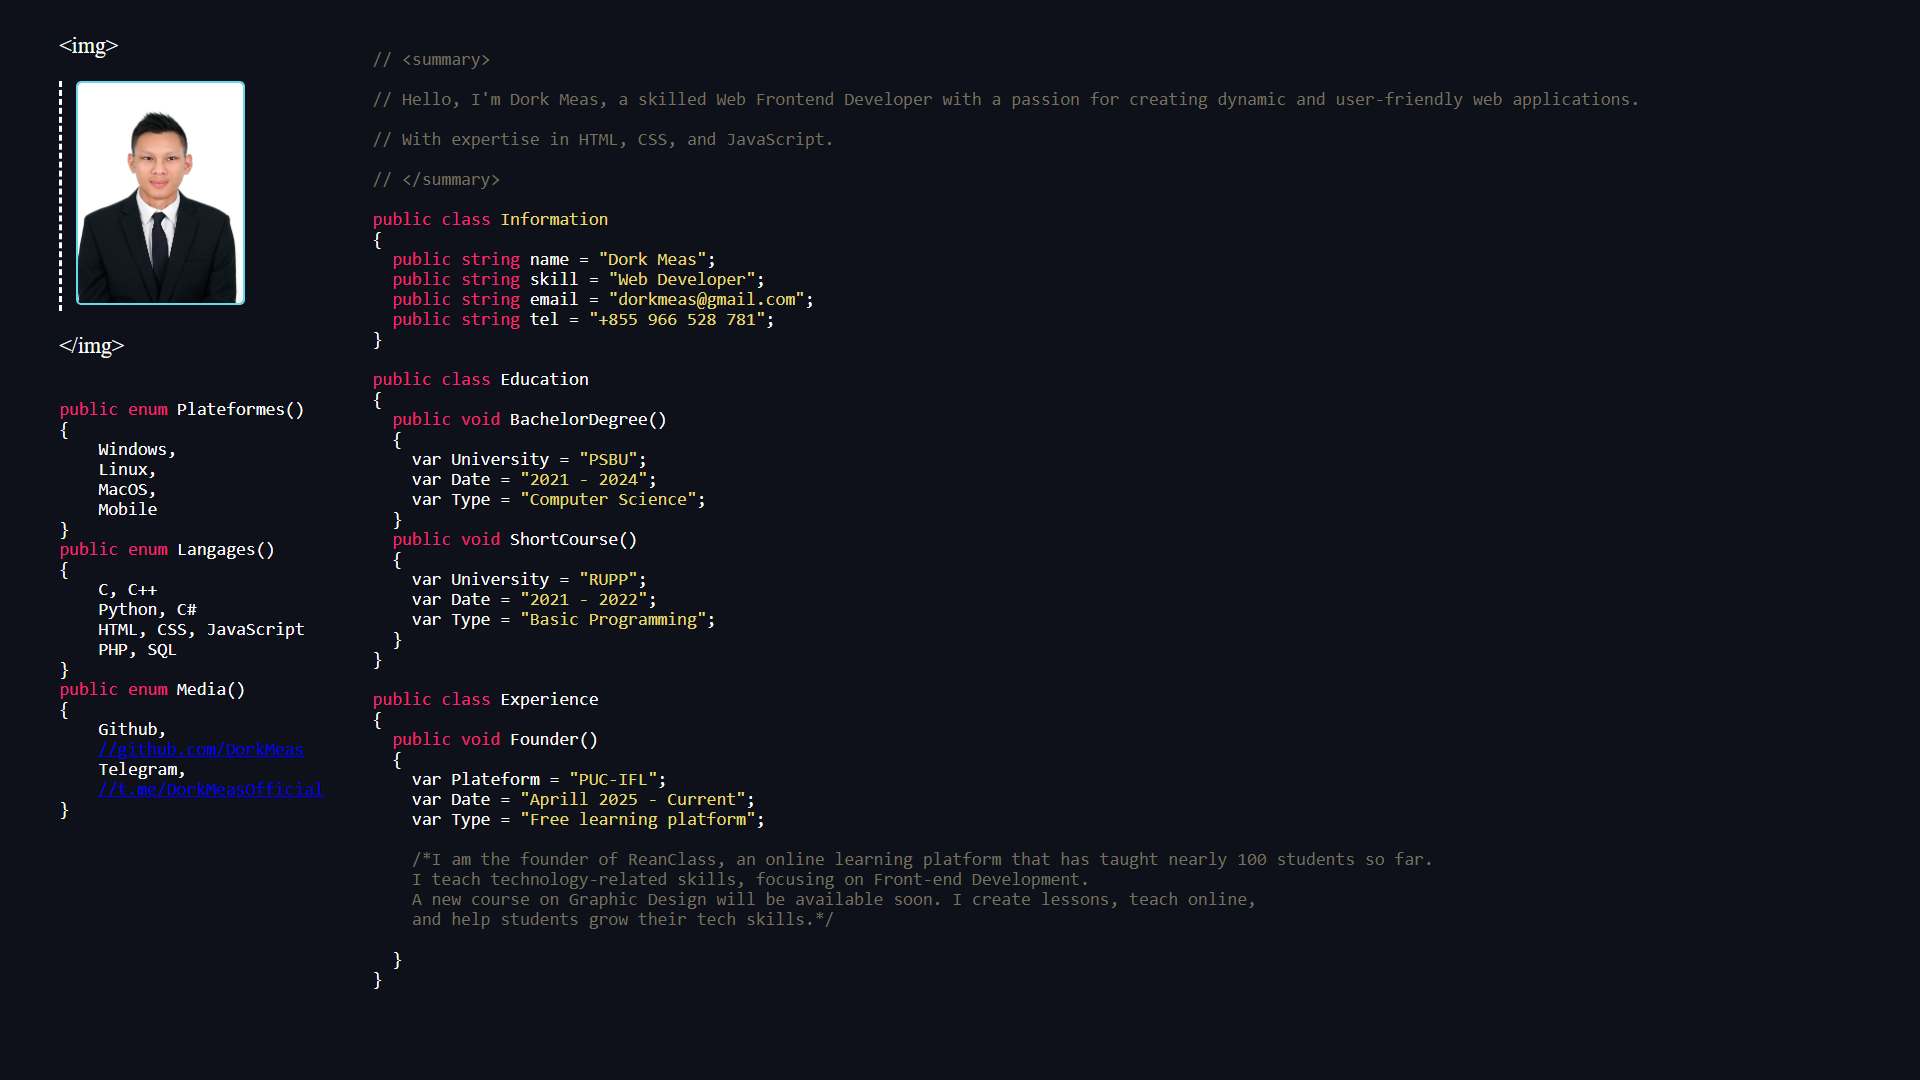 <img>
</img>
public enum Plateformes()
{
    Windows,
    Linux,
    MacOS,
    Mobile
}
public enum Langages()
{
    C, C++
    Python, C#
    HTML, CSS, JavaScript
    PHP, SQL
}
public enum Media()
{
    Github,
    //github.com/DorkMeas
    Telegram,
    //t.me/DorkMeasOfficial
}
// <summary>
// Hello, I'm Dork Meas, a skilled Web Frontend Developer with a passion for creating dynamic and user-friendly web applications.
// With expertise in HTML, CSS, and JavaScript.
// </summary>
public class Information
{
  public string name = "Dork Meas";
  public string skill = "Web Developer";
  public string email = "dorkmeas@gmail.com";
  public string tel = "+855 966 528 781";
}
public class Education
{
  public void BachelorDegree()
  {
    var University = "PSBU";
    var Date = "2021 - 2024";
    var Type = "Computer Science";
  }
  public void ShortCourse()
  {
    var University = "RUPP";
    var Date = "2021 - 2022";
    var Type = "Basic Programming";
  }
}
public class Experience
{
  public void Founder()
  {
    var Plateform = "PUC-IFL";
    var Date = "Aprill 2025 - Current";
    var Type = "Free learning platform";
    /*I am the founder of ReanClass, an online learning platform that has taught nearly 100 students so far.
    I teach technology-related skills, focusing on Front-end Development.
    A new course on Graphic Design will be available soon. I create lessons, teach online,
    and help students grow their tech skills.*/
  }
}